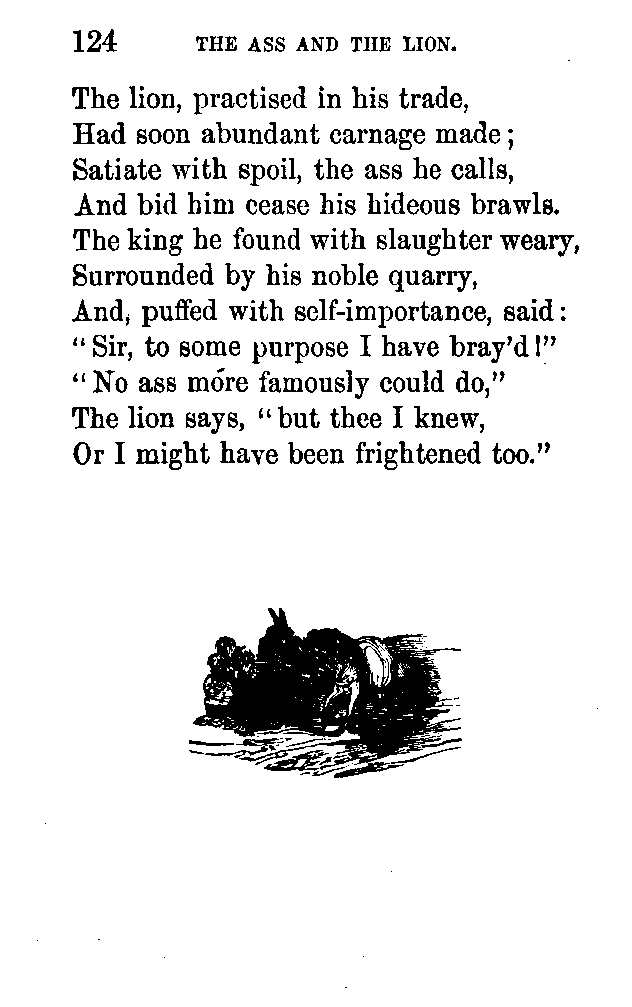 124 THE ASS AND THE LION.
The lion, practised in his trade,
Had soon abundant carnage made;
Satiate with spoil, the ass he calls,
And bid him cease his hideous brawls.
The king he found with slaughter weary,
Surrounded by his noble quarry,
And, puffed with self-importance, said:
"Sir, to some purpose I have bray'd!"
"No ass more famously could do,"
The lion says, "but thee I knew,
Or I might have been frightened too."